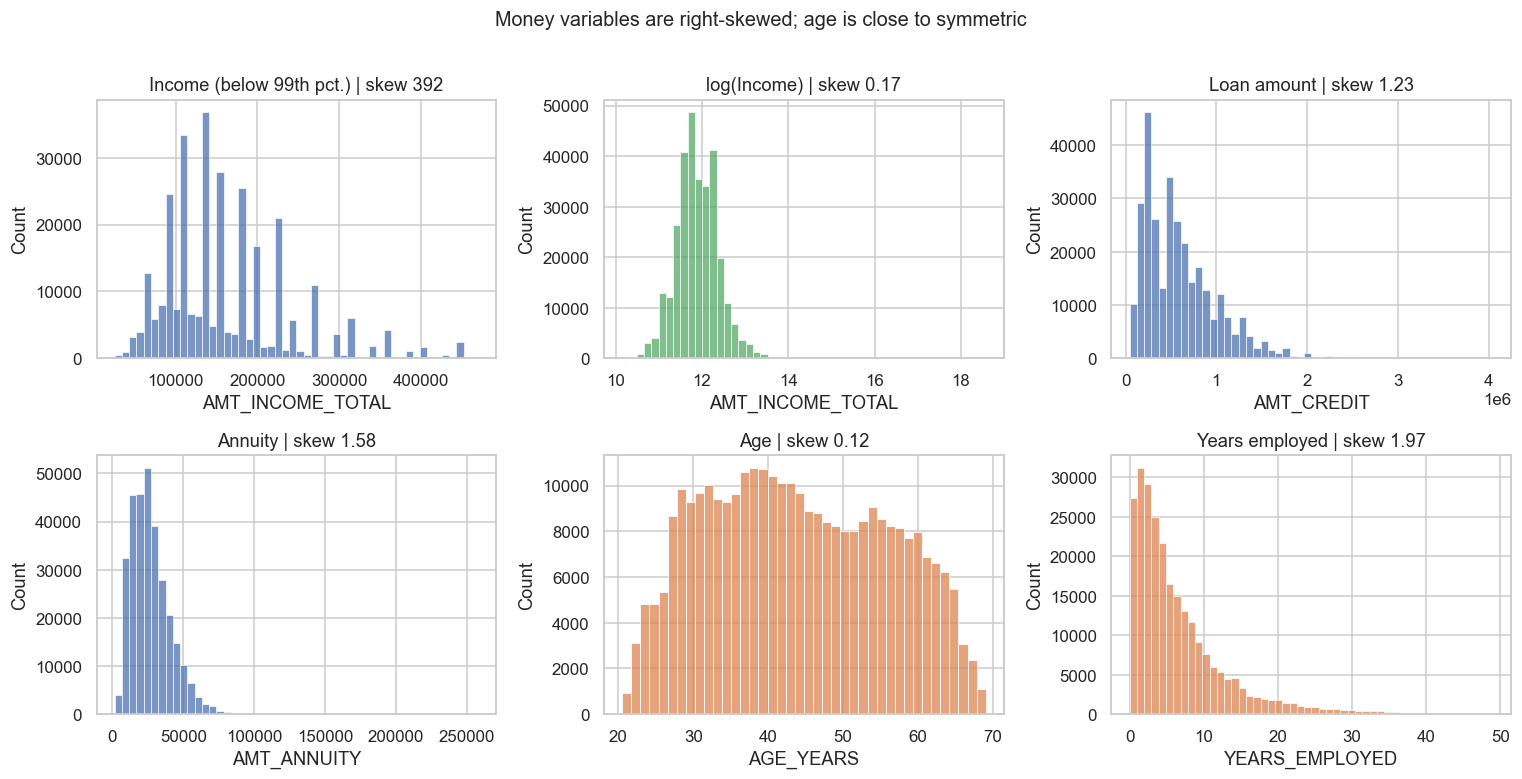 Money variables are right-skewed; age is close to symmetric
Income (below 99th pct.) | skew 392
Count
30000
20000
10000
0
100000 200000 300000 400000
AMT_INCOME_TOTAL
log(Income) | skew 0.17
Count
50000
40000
30000
20000
10000
0
10 12 14 16 18
AMT_INCOME_TOTAL
Loan amount | skew 1.23
Count
40000
30000
20000
10000
0
0 1 2 3 4
1e6
AMT_CREDIT
Annuity | skew 1.58
Count
50000
40000
30000
20000
10000
0
0 50000 100000 150000 200000 250000
AMT_ANNUITY
Age | skew 0.12
Count
10000
8000
6000
4000
2000
0
20 30 40 50 60 70
AGE_YEARS
Years employed | skew 1.97
Count
30000
25000
20000
15000
10000
5000
0
0 10 20 30 40 50
YEARS_EMPLOYED